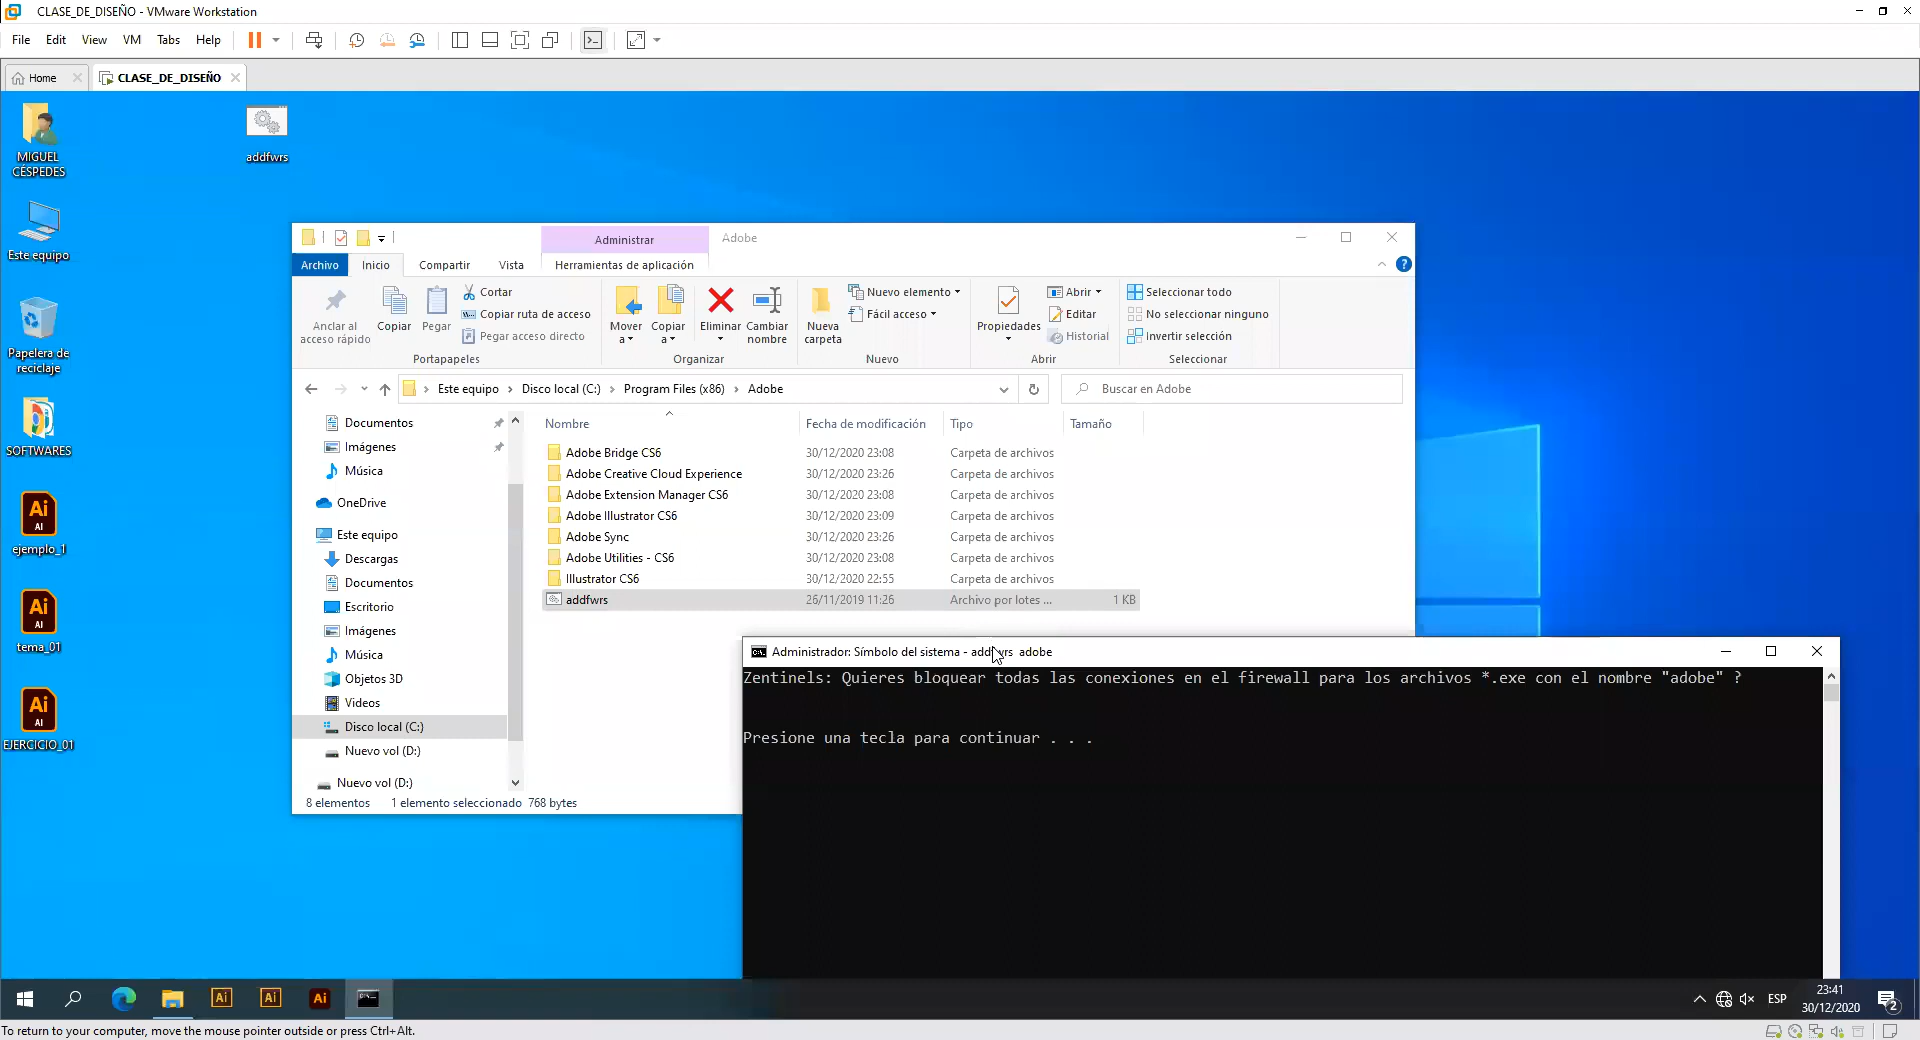 CLASE_DE_DISEÑO - VMware Workstation
File Edit View VM Tabs Help
Home CLASE_DE_DISEÑO
MIGUEL
CÉSPEDES
addfwrs
Este equipo
Papelera de
reciclaje
SOFTWARES
Ai
AI
ejemplo_1
Ai
AI
tema_01
Ai
AI
EJERCICIO_01
Administrar Adobe
Archivo Inicio Compartir Vista Herramientas de aplicación
Anclar al
acceso rápido
Copiar
Pegar
Cortar
Copiar ruta de acceso
Pegar acceso directo
Portapapeles
Mover
a
Copiar
a
Eliminar
Cambiar
nombre
Organizar
Nueva
carpeta
Nuevo elemento
Fácil acceso
Nuevo
Propiedades
Abrir
Editar
Historial
Abrir
Seleccionar todo
No seleccionar ninguno
Invertir selección
Seleccionar
Este equipo > Disco local (C:) > Program Files (x86) > Adobe
Buscar en Adobe
Documentos
Imágenes
Música
OneDrive
Este equipo
Descargas
Documentos
Escritorio
Imágenes
Música
Objetos 3D
Videos
Disco local (C:)
Nuevo vol (D:)
Nuevo vol (D:)
Nombre Fecha de modificación Tipo Tamaño
Adobe Bridge CS6 30/12/2020 23:08 Carpeta de archivos
Adobe Creative Cloud Experience 30/12/2020 23:26 Carpeta de archivos
Adobe Extension Manager CS6 30/12/2020 23:08 Carpeta de archivos
Adobe Illustrator CS6 30/12/2020 23:09 Carpeta de archivos
Adobe Sync 30/12/2020 23:26 Carpeta de archivos
Adobe Utilities - CS6 30/12/2020 23:08 Carpeta de archivos
Illustrator CS6 30/12/2020 22:55 Carpeta de archivos
addfwrs 26/11/2019 11:26 Archivo por lotes ... 1 KB
8 elementos 1 elemento seleccionado 768 bytes
Administrador: Símbolo del sistema - addfwrs adobe
Zentinels: Quieres bloquear todas las conexiones en el firewall para los archivos *.exe con el nombre "adobe" ?
Presione una tecla para continuar . . .
Ai Ai Ai
ESP
23:41
30/12/2020
2
To return to your computer, move the mouse pointer outside or press Ctrl+Alt.